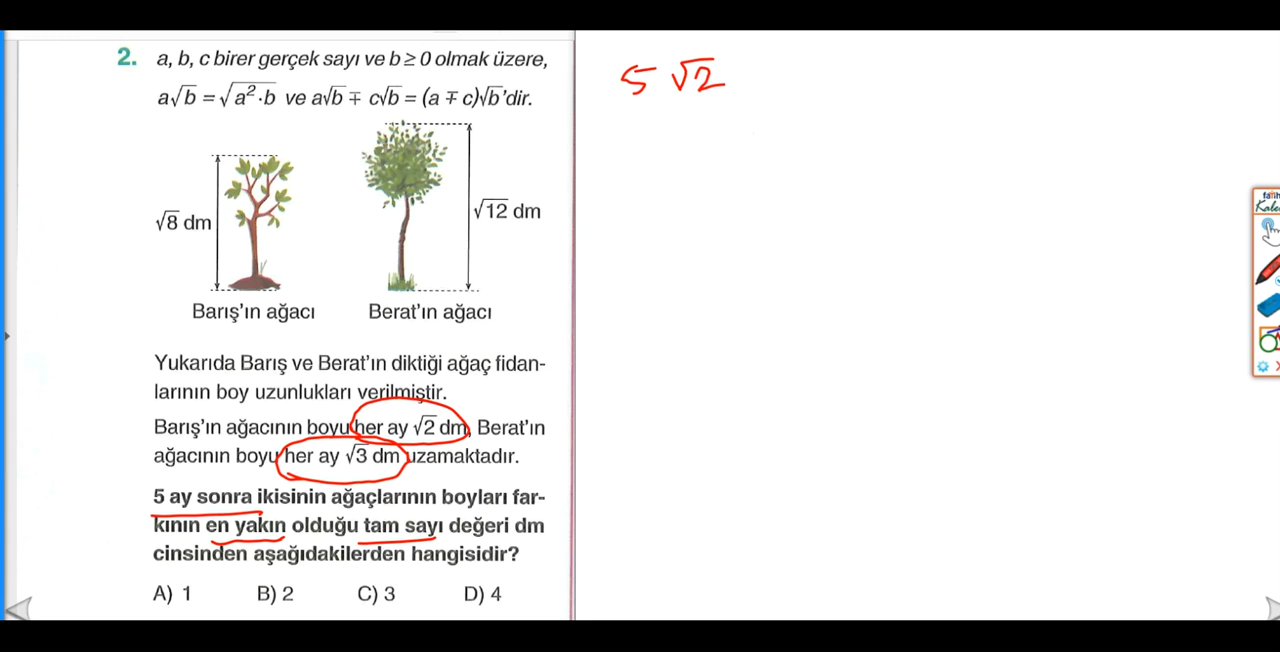 2. a, b, c birer gerçek sayı ve b ≥ 0 olmak üzere,
a√b = √a²·b ve a√b ∓ c√b = (a ∓ c)√b'dir.
√8 dm
√12 dm
Barış'ın ağacı
Berat'ın ağacı
Yukarıda Barış ve Berat'ın diktiği ağaç fidan-
larının boy uzunlukları verilmiştir.
Barış'ın ağacının boyu her ay √2 dm, Berat'ın
ağacının boyu her ay √3 dm uzamaktadır.
5 ay sonra ikisinin ağaçlarının boyları far-
kının en yakın olduğu tam sayı değeri dm
cinsinden aşağıdakilerden hangisidir?
A) 1 B) 2 C) 3 D) 4
5 √2